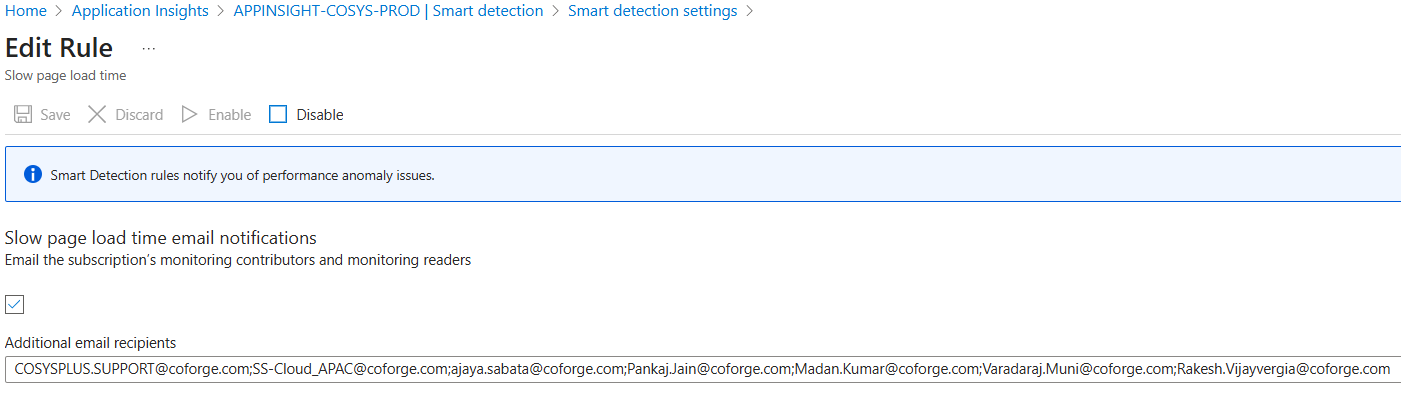 Home > Application Insights > APPINSIGHT-COSYS-PROD | Smart detection > Smart detection settings >
Edit Rule ...
Slow page load time
Save Discard Enable Disable
Smart Detection rules notify you of performance anomaly issues.
Slow page load time email notifications
Email the subscription’s monitoring contributors and monitoring readers
Additional email recipients
COSYSPLUS.SUPPORT@coforge.com;SS-Cloud_APAC@coforge.com;ajaya.sabata@coforge.com;Pankaj.Jain@coforge.com;Madan.Kumar@coforge.com;Varadaraj.Muni@coforge.com;Rakesh.Vijayvergia@coforge.com